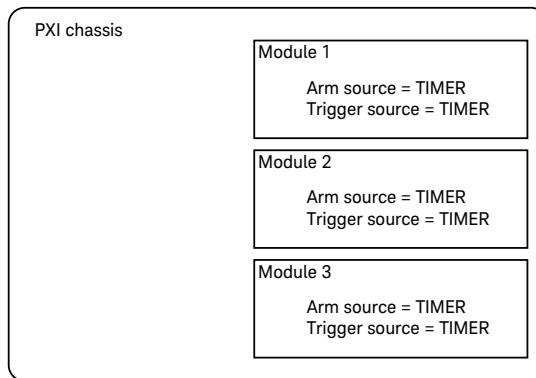 PXI chassis
Module 1
Arm source = TIMER
Trigger source = TIMER
Module 2
Arm source = TIMER
Trigger source = TIMER
Module 3
Arm source = TIMER
Trigger source = TIMER